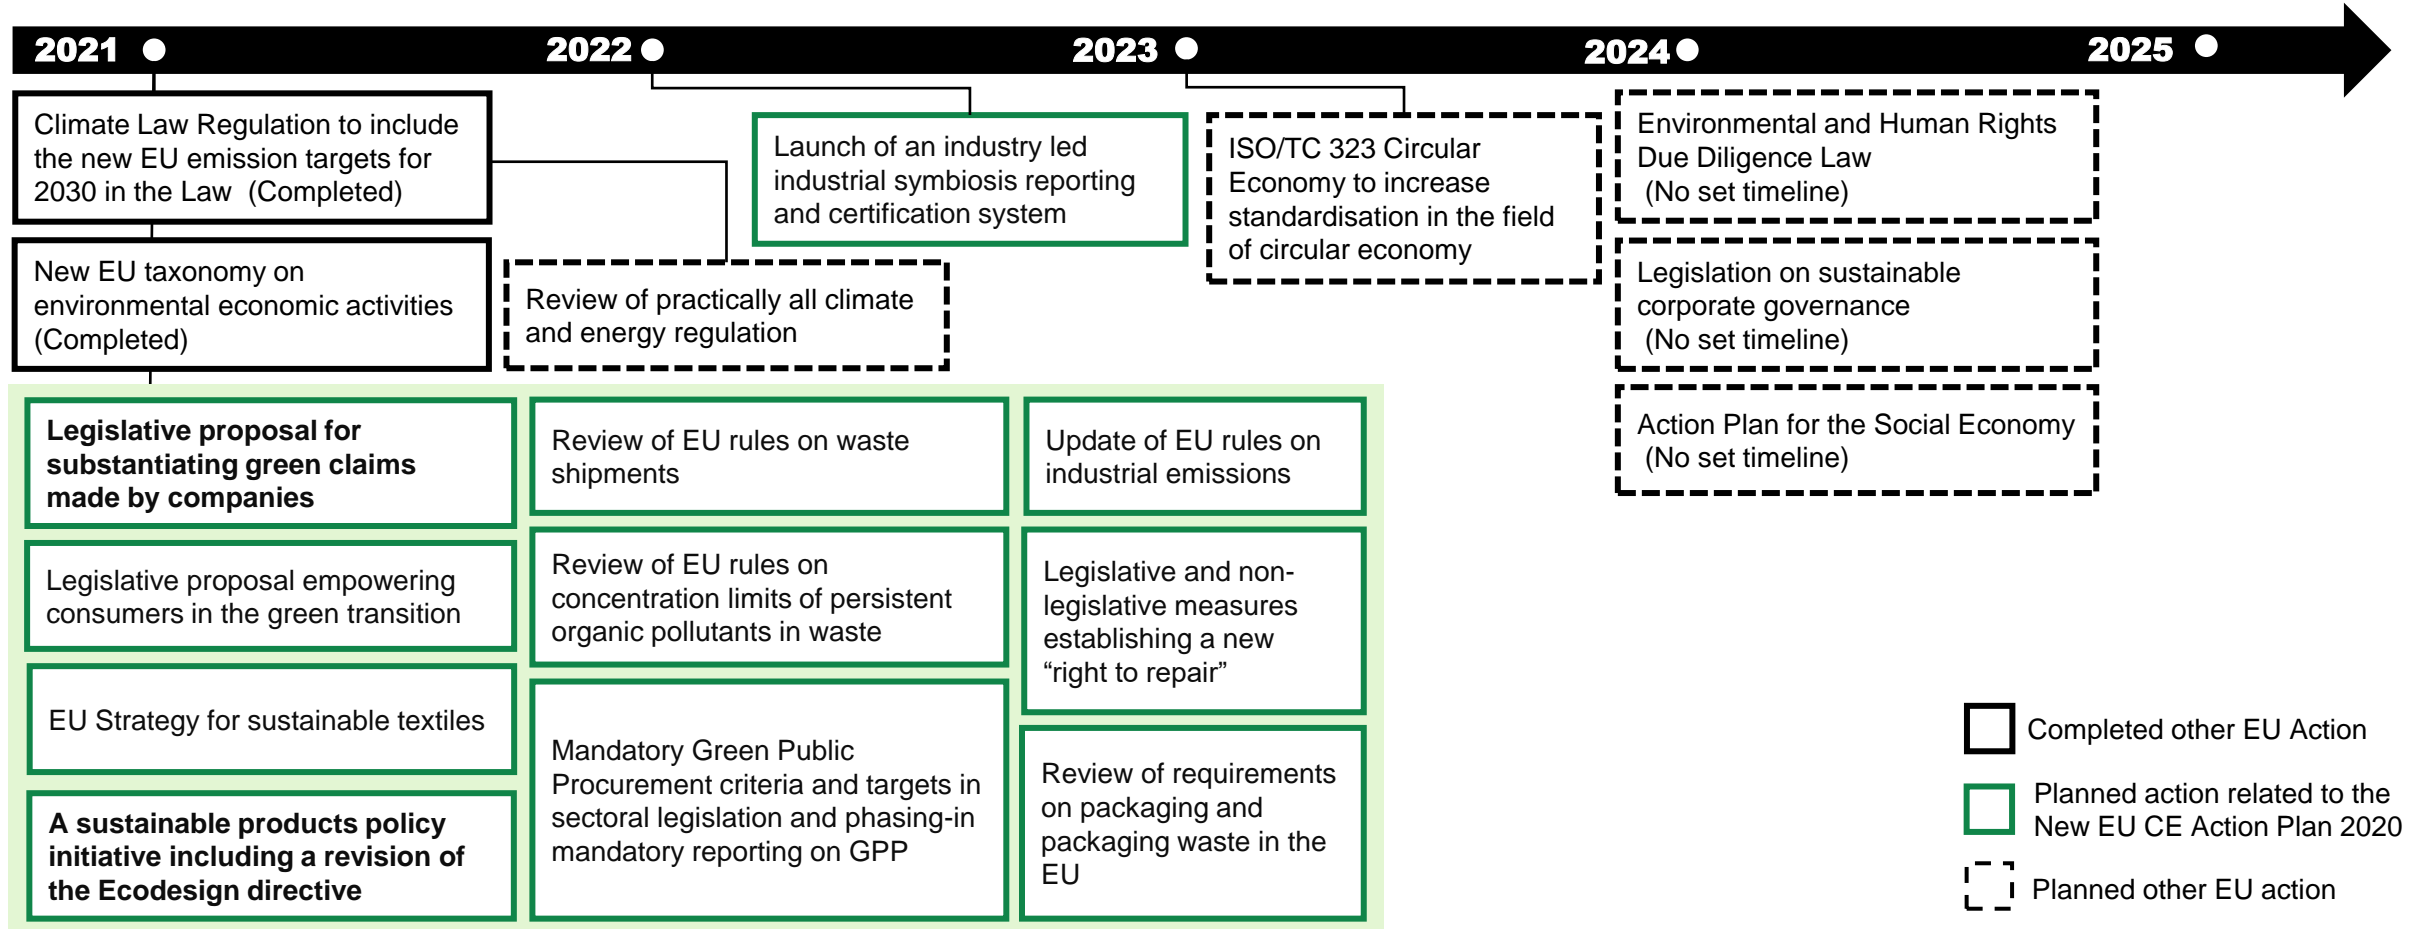 2021
2022
2023
2024
2025
Climate Law Regulation to include
the new EU emission targets for
2030 in the Law (Completed)
New EU taxonomy on
environmental economic activities
(Completed)
Review of practically all climate
and energy regulation
Launch of an industry led
industrial symbiosis reporting
and certification system
ISO/TC 323 Circular
Economy to increase
standardisation in the field
of circular economy
Environmental and Human Rights
Due Diligence Law
(No set timeline)
Legislation on sustainable
corporate governance
(No set timeline)
Action Plan for the Social Economy
(No set timeline)
Legislative proposal for
substantiating green claims
made by companies
Legislative proposal empowering
consumers in the green transition
EU Strategy for sustainable textiles
A sustainable products policy
initiative including a revision of
the Ecodesign directive
Review of EU rules on waste
shipments
Review of EU rules on
concentration limits of persistent
organic pollutants in waste
Mandatory Green Public
Procurement criteria and targets in
sectoral legislation and phasing-in
mandatory reporting on GPP
Update of EU rules on
industrial emissions
Legislative and non-
legislative measures
establishing a new
“right to repair”
Review of requirements
on packaging and
packaging waste in the
EU
Completed other EU Action
Planned action related to the
New EU CE Action Plan 2020
Planned other EU action